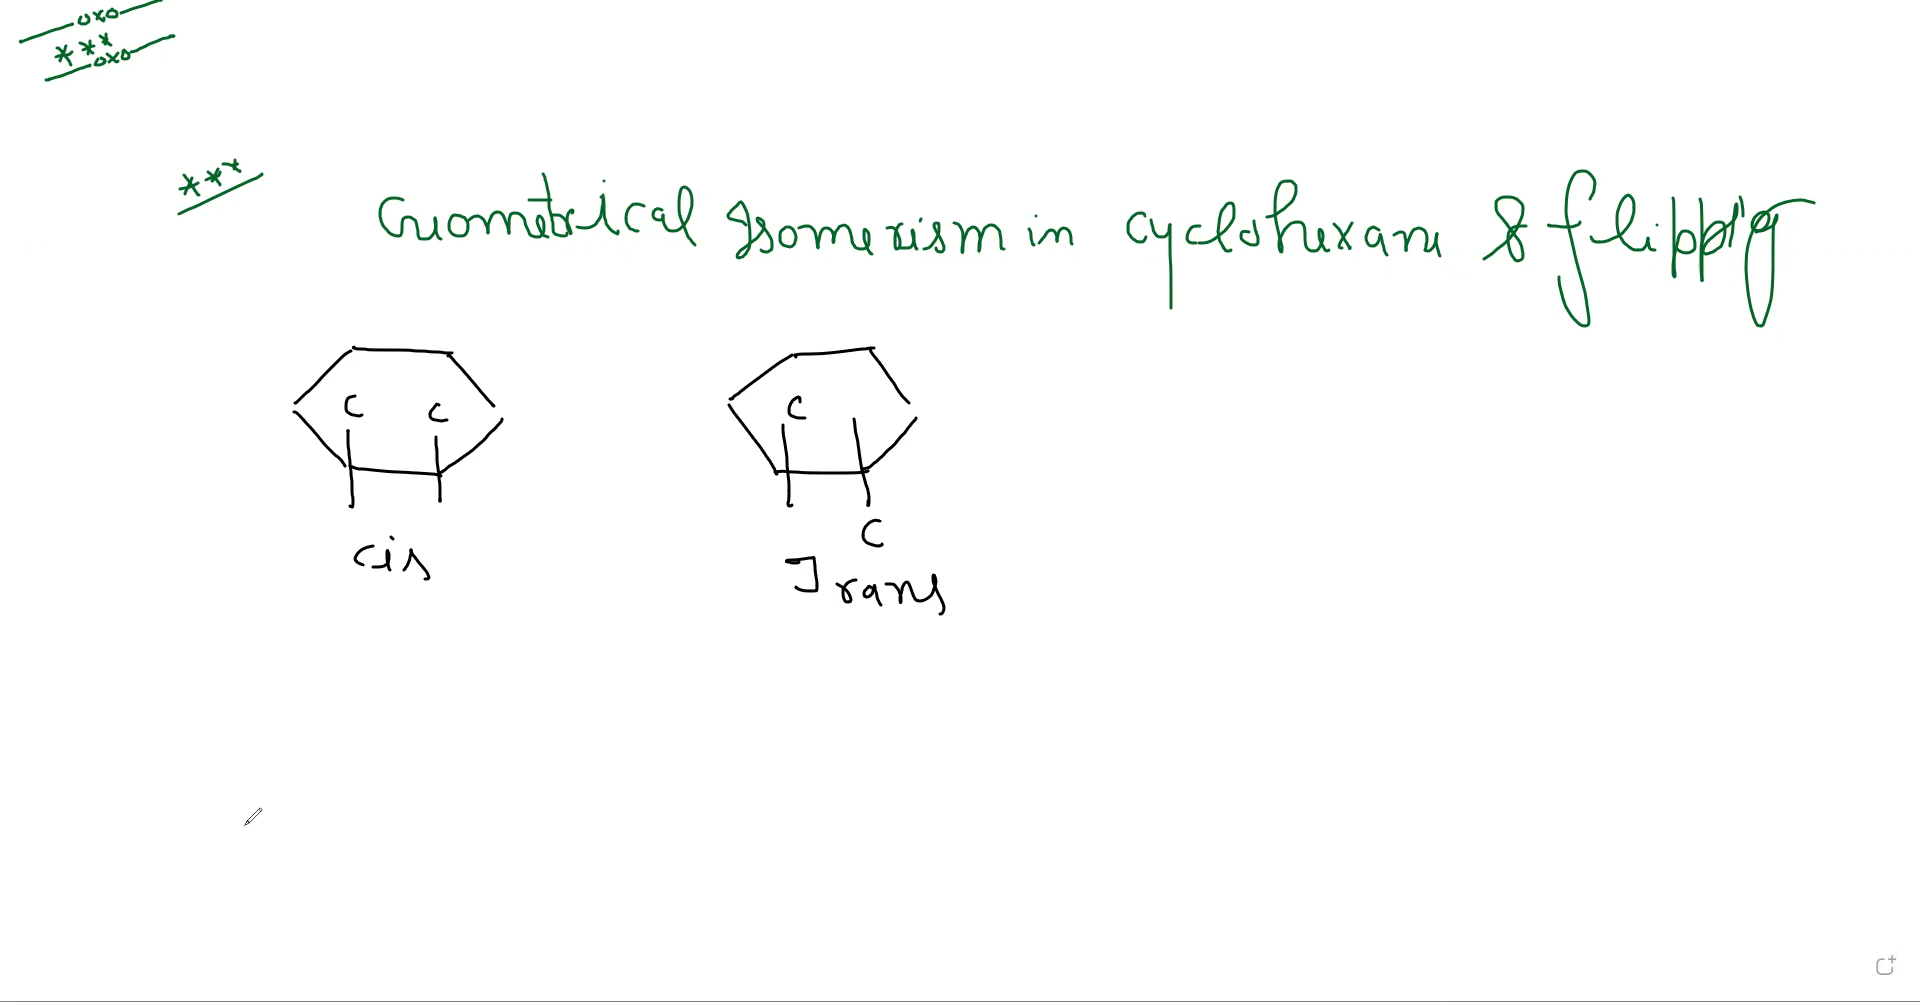 oxo
***
oxo
***
Geometrical Isomerism in cyclohexane & flipping
C C
C
C
cis
Trans